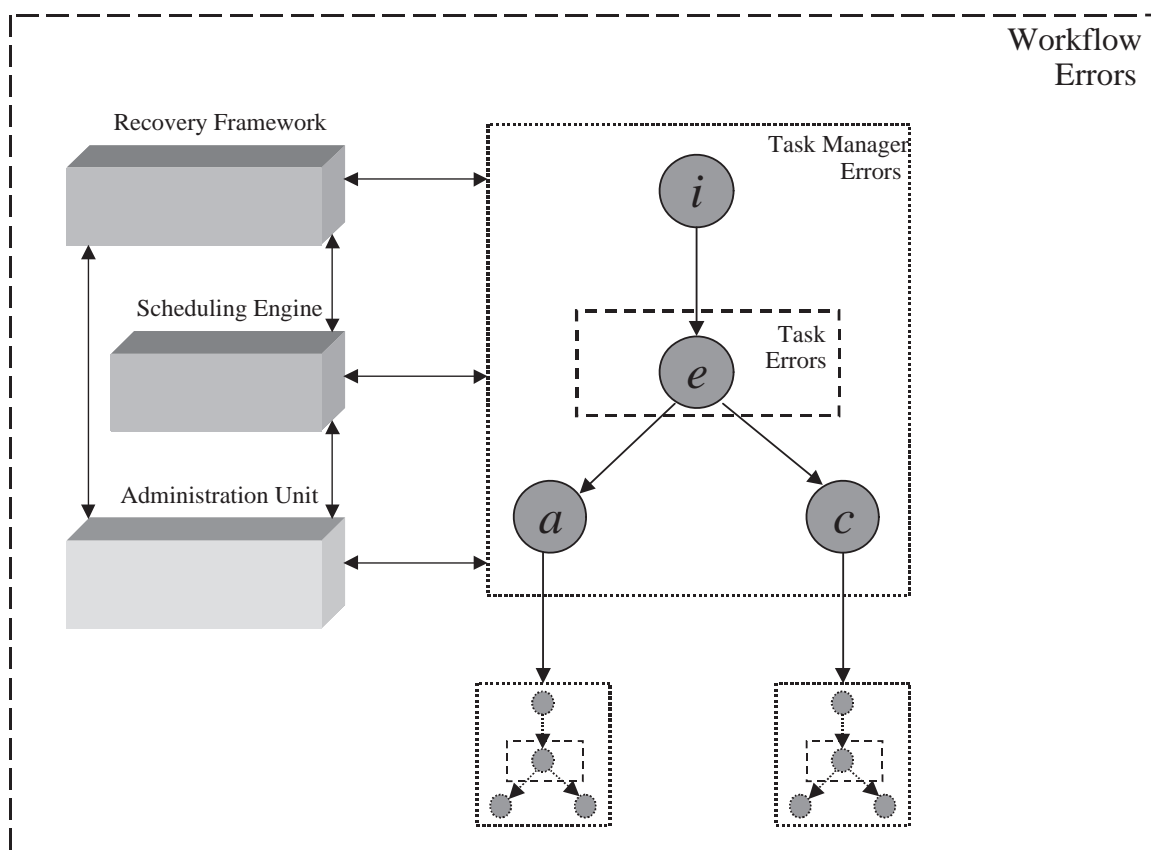 Workflow
Errors
Recovery Framework
Task Manager
Errors
i
Scheduling Engine
Task
Errors
e
Administration Unit
a
c